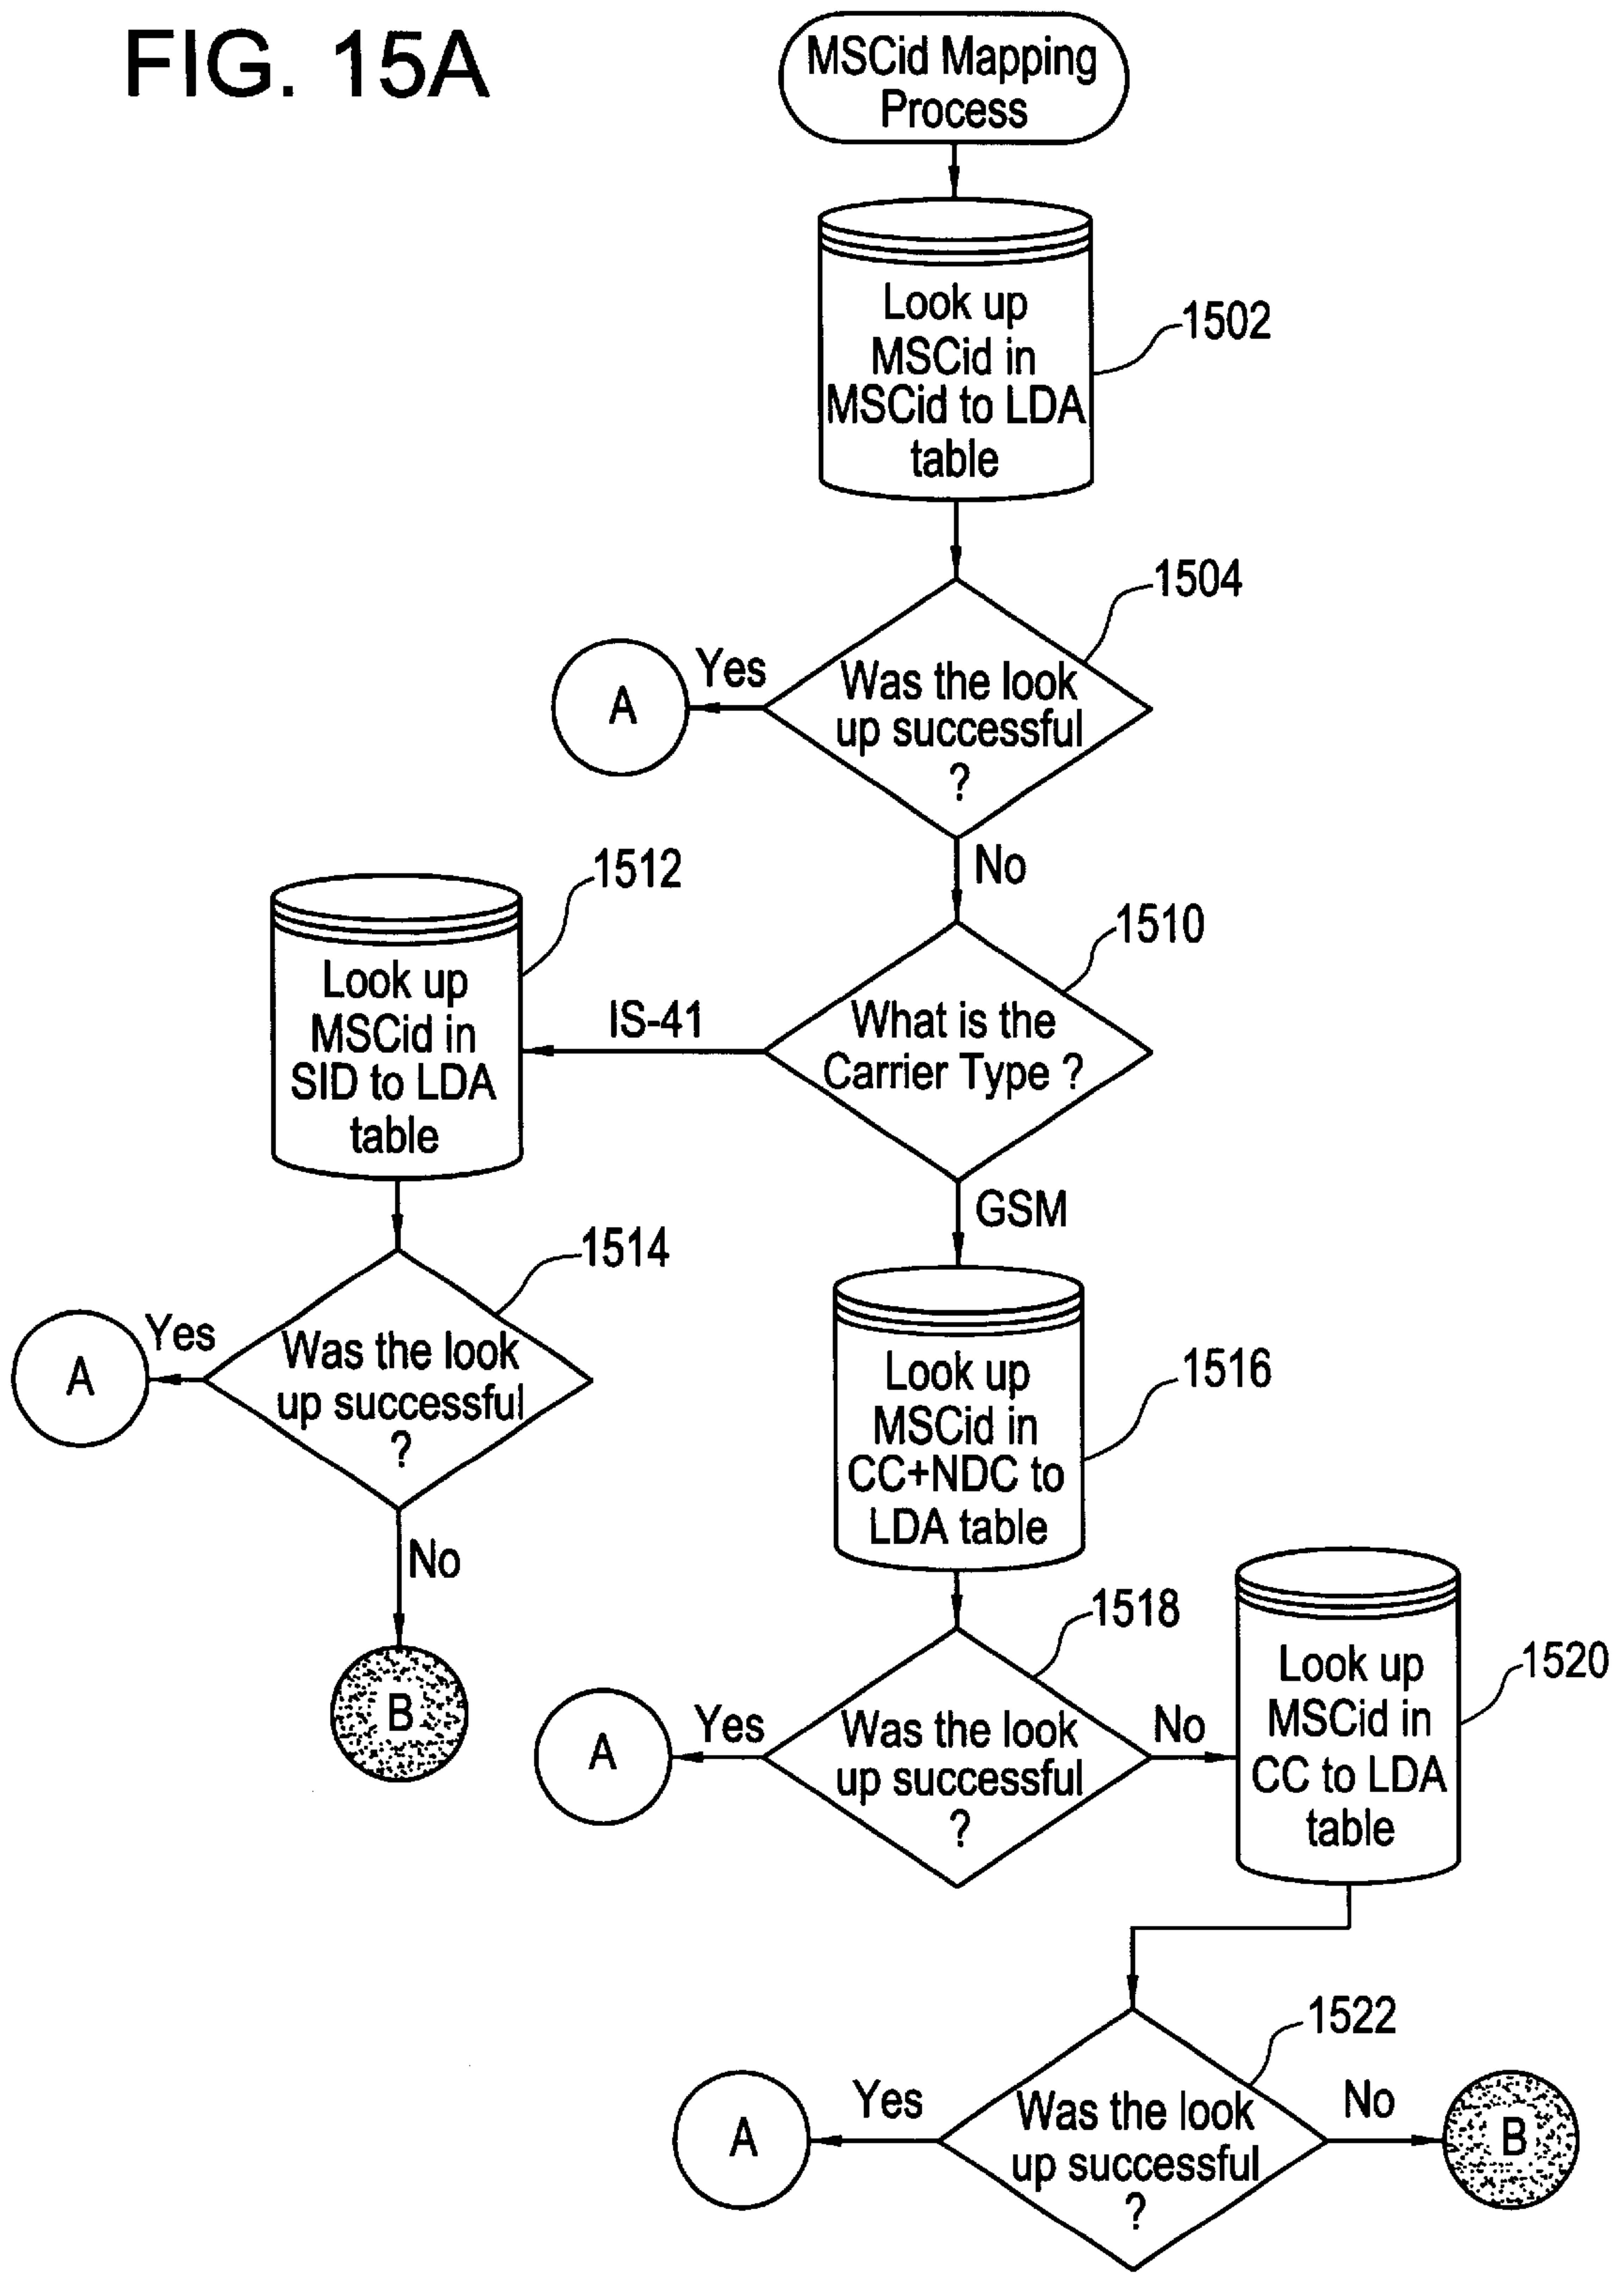 FIG. 15A
MSCid Mapping
Process
Look up
MSCid in
MSCid to LDA
table
1502
1504
Was the look
up successful
?
Yes
A
No
1510
What is the
Carrier Type ?
IS-41
1512
Look up
MSCid in
SID to LDA
table
1514
Was the look
up successful
?
Yes
A
No
B
GSM
1516
Look up
MSCid in
CC+NDC to
LDA table
1518
Was the look
up successful
?
Yes
A
No
1520
Look up
MSCid in
CC to LDA
table
1522
Was the look
up successful
?
Yes
A
No
B